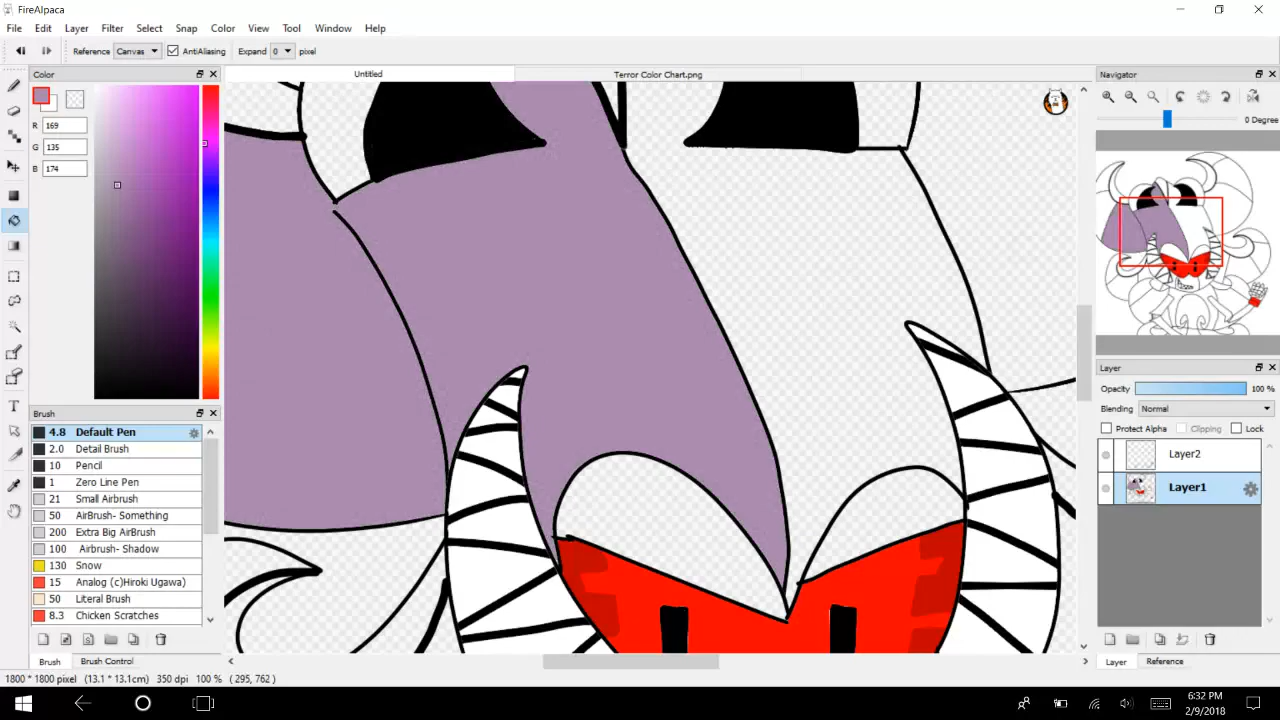 FireAlpaca
File Edit Layer Filter Select Snap Color View Tool Window Help
Reference Canvas AntiAliasing Expand 0 pixel
Color
Untitled
Terror Color Chart.png
Navigator
R 169
G 135
B 174
0 Degree
Layer
Opacity 100 %
Blending Normal
Protect Alpha Clipping Lock
Layer2
Layer1
Brush
4.8 Default Pen
2.0 Detail Brush
10 Pencil
1 Zero Line Pen
21 Small Airbrush
50 AirBrush- Something
200 Extra Big AirBrush
100 Airbrush- Shadow
130 Snow
15 Analog (c)Hiroki Ugawa)
50 Literal Brush
8.3 Chicken Scratches
Brush Brush Control
Layer Reference
1800 * 1800 pixel (13.1 * 13.1cm) 350 dpi 100 % ( 295, 762 )
6:32 PM
2/9/2018